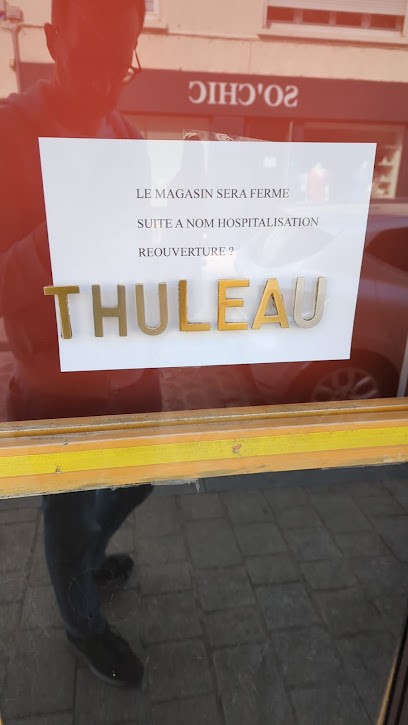 SO'CHIC
LE MAGASIN SERA FERME
SUITE A NOM HOSPITALISATION
REOUVERTURE ?
THULEAU